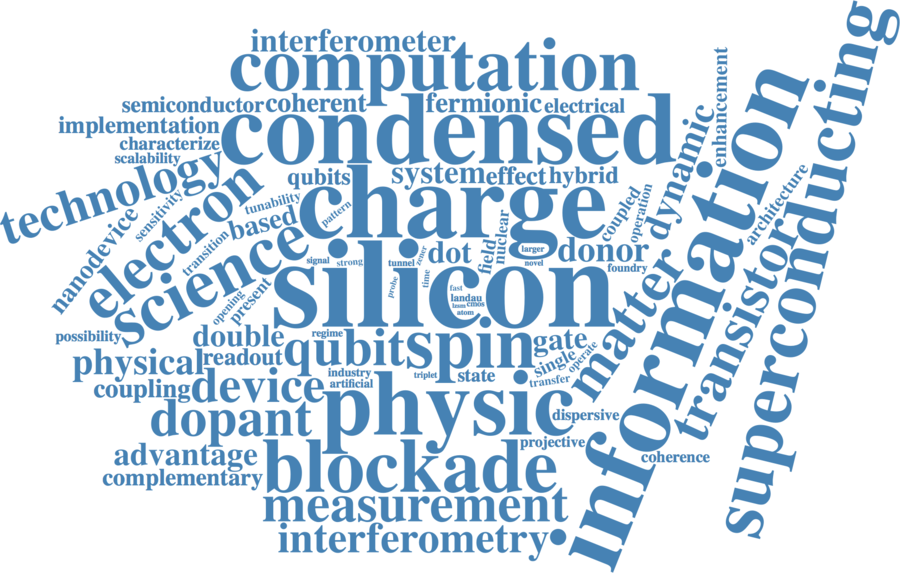 interferometer
computation
semiconductor
coherent
fermionic
electrical
implementation
condensed
characterize
scalability
technology
qubits
system
effect
hybrid
enhancement
dynamic
information
superconducting
architecture
sensitivity
tunability
pattern
charge
nanodevice
electron
transition
based
science
coupled
operation
nuclear
field
dot
donor
larger
novel
foundry
signal
strong
tunnel
zener
probe
time
silicon
fast
landau
lzsm
cmos
atom
opening
present
matter
transistor
possibility
double
regime
physical
readout
qubit
spin
gate
single
operate
transfer
coupling
device
industry
artificial
triplet
state
dopant
physic
dispersive
projective
coherence
advantage
blockade
complementary
measurement
interferometry